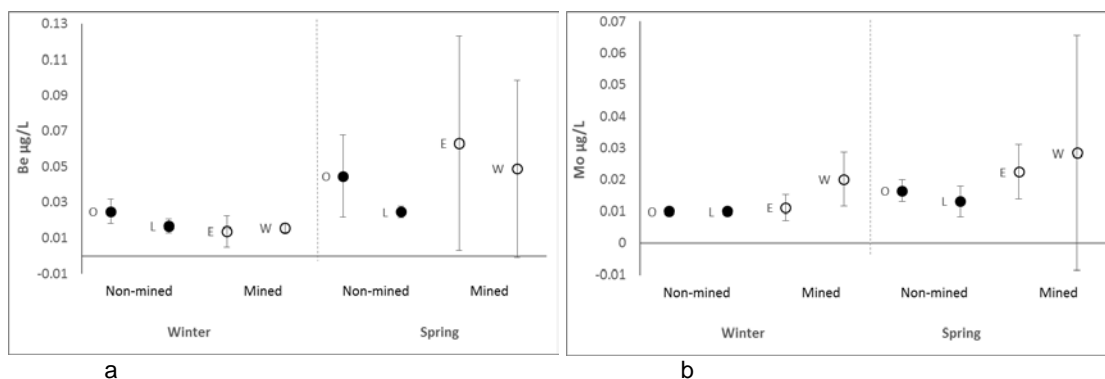 0.13
0.11
0.09
0.07
0.05
0.03
0.01
-0.01
Be µg/L
O
L
E
W
O
L
E
W
Non-mined Mined Non-mined Mined
Winter Spring
a
0.07
0.06
0.05
0.04
0.03
0.02
0.01
0
-0.01
Mo µg/L
O
L
E
W
O
L
E
W
Non-mined Mined Non-mined Mined
Winter Spring
b